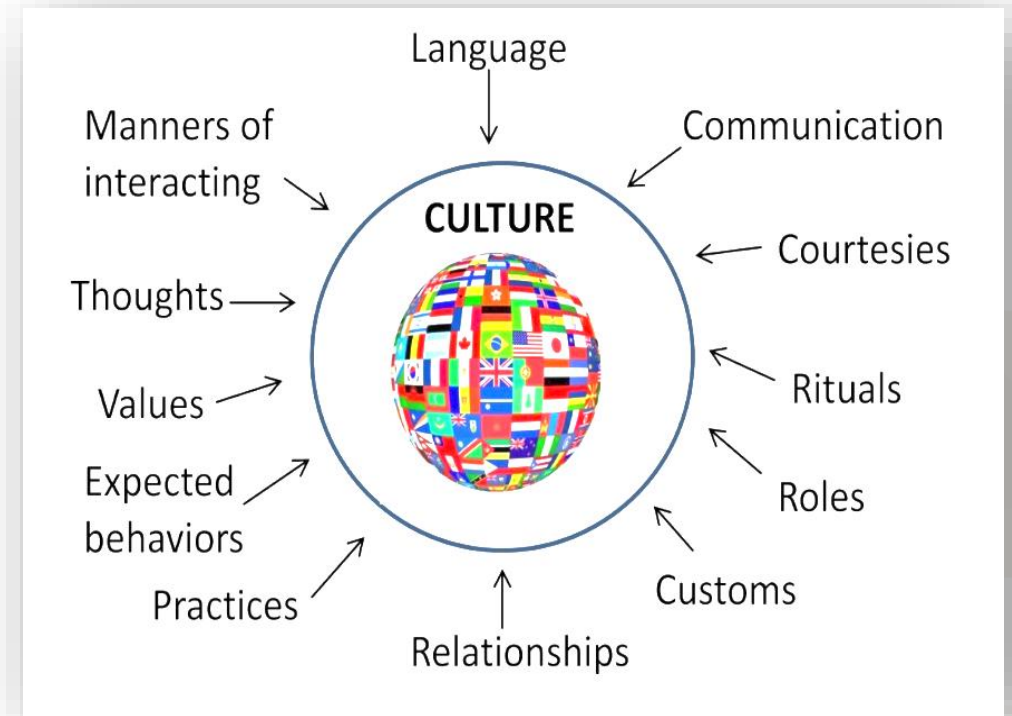 Language
Manners of
interacting
Communication
CULTURE
Courtesies
Thoughts
Values
Rituals
Expected
behaviors
Roles
Practices
Customs
Relationships